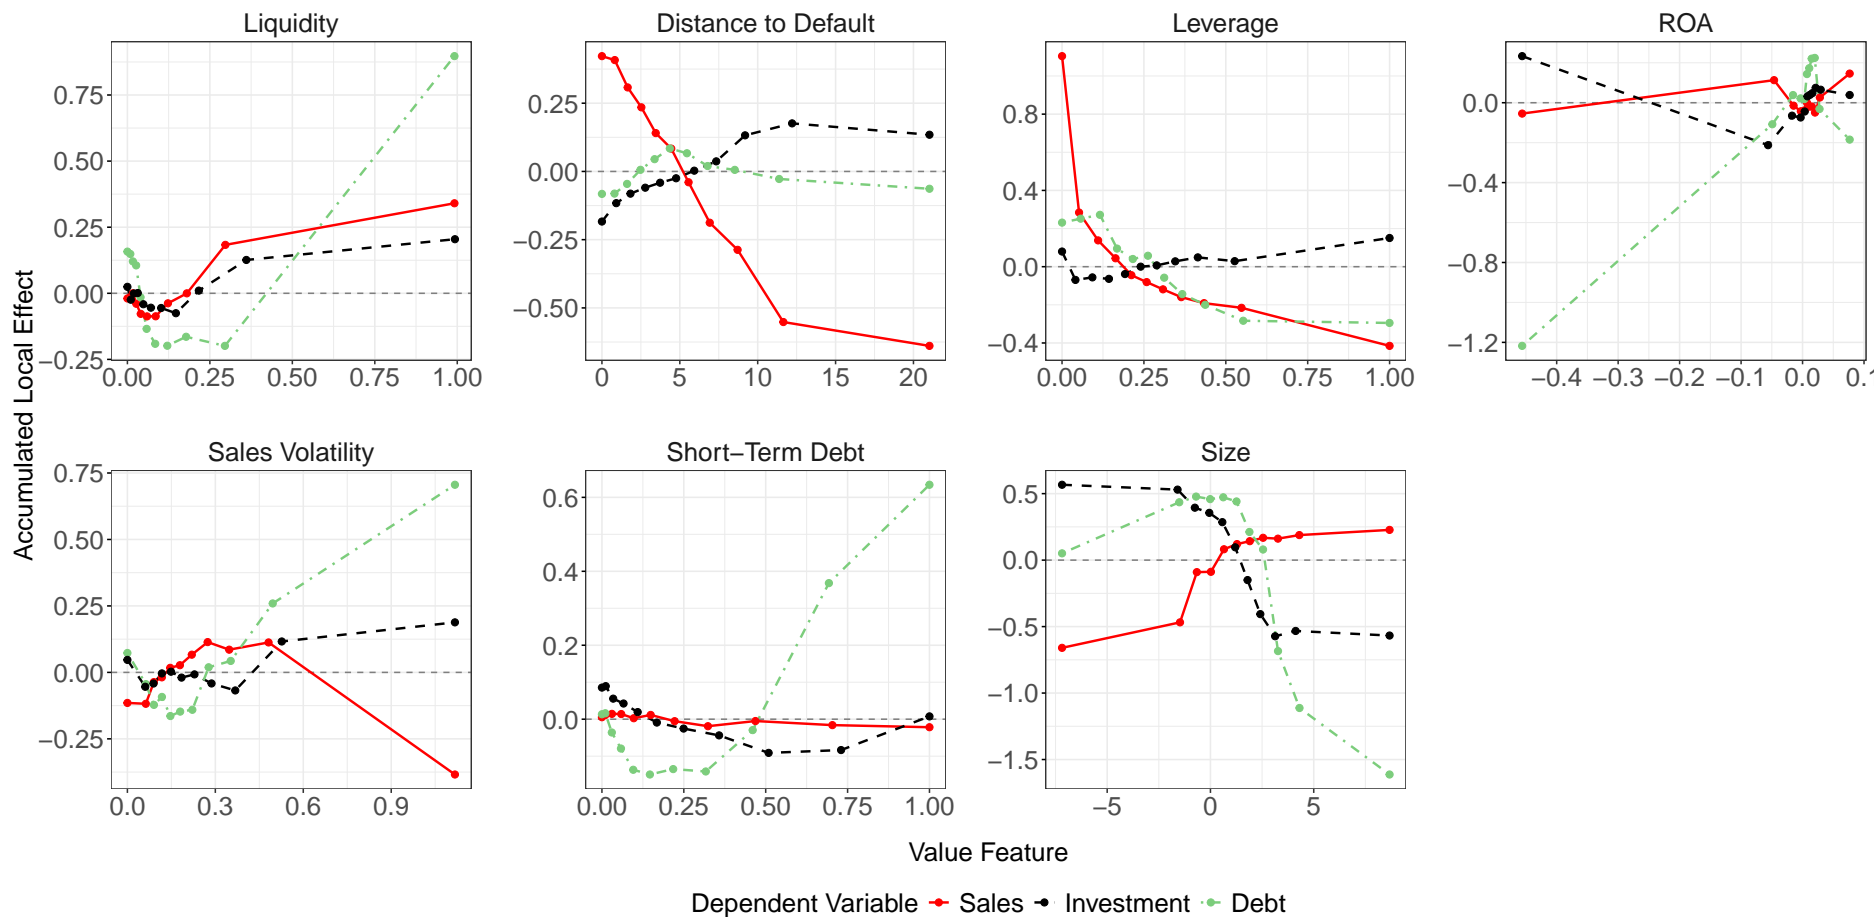 Liquidity Distance to Default Leverage ROA
0.75
0.50
0.25
0.00
−0.25
0.00 0.25 0.50 0.75 1.00
0.25
0.00
−0.25
−0.50
0 5 10 15 20
0.8
0.4
0.0
−0.4
0.00 0.25 0.50 0.75 1.00
0.0
−0.4
−0.8
−1.2
−0.4 −0.3 −0.2 −0.1 0.0
Accumulated Local Effect
Sales Volatility Short−Term Debt Size
0.75
0.50
0.25
0.00
−0.25
0.0 0.3 0.6 0.9
0.6
0.4
0.2
0.0
0.00 0.25 0.50 0.75 1.00
0.5
0.0
−0.5
−1.0
−1.5
−5 0 5
Value Feature
Dependent Variable Sales Investment Debt